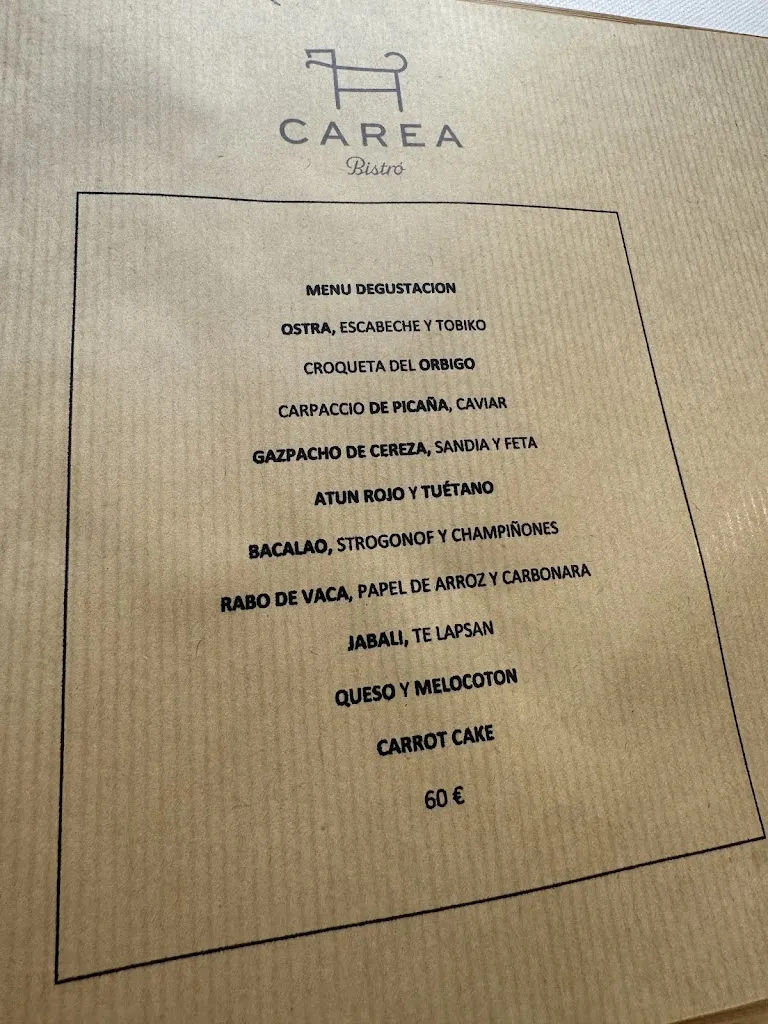 CAREA
Bistró
MENU DEGUSTACION
OSTRA, ESCABECHE Y TOBIKO
CROQUETA DEL ORBIGO
CARPACCIO DE PICAÑA, CAVIAR
GAZPACHO DE CEREZA, SANDIA Y FETA
ATUN ROJO Y TUÉTANO
BACALAO, STROGONOF Y CHAMPIÑONES
RABO DE VACA, PAPEL DE ARROZ Y CARBONARA
JABALI, TE LAPSAN
QUESO Y MELOCOTON
CARROT CAKE
60 €